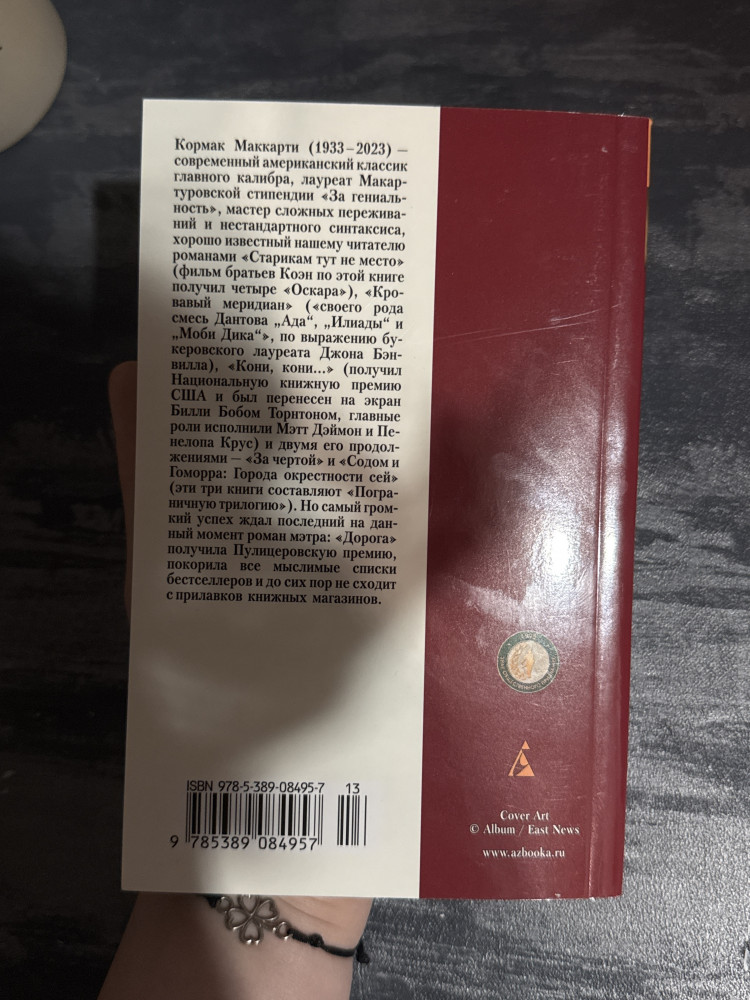 Кормак Маккарти (1933–2023) —
современный американский классик
главного калибра, лауреат Макар-
туровской стипендии «За гениаль-
ность», мастер сложных пережива-
ний и нестандартного синтаксиса,
хорошо известный нашему читателю
романами «Старикам тут не место»
(фильм братьев Коэн по этой книге
получил четыре «Оскара»), «Кро-
вавый меридиан» («своего рода
смесь Дантова „Ада“, „Илиады“ и
„Моби Дика“», по выражению бу-
керовского лауреата Джона Бэн-
вилла), «Кони, кони...» (получил
Национальную книжную премию
США и был перенесен на экран
Билли Бобом Торнтоном, главные
роли исполнили Мэтт Дэймон и Пе-
нелопа Крус) и двумя его продол-
жениями — «За чертой» и «Содом и
Гоморра: Города окрестности сей»
(эти три книги составляют «Погра-
ничную трилогию»). Но самый гром-
кий успех ждал последний на дан-
ный момент роман мэтра: «Дорога»
получила Пулицеровскую премию,
покорила все мыслимые списки
бестселлеров и до сих пор не сходит
с прилавков книжных магазинов.
ISBN 978-5-389-08495-7 13
9 785389 084957
Cover Art
© Album / East News
www.azbooka.ru